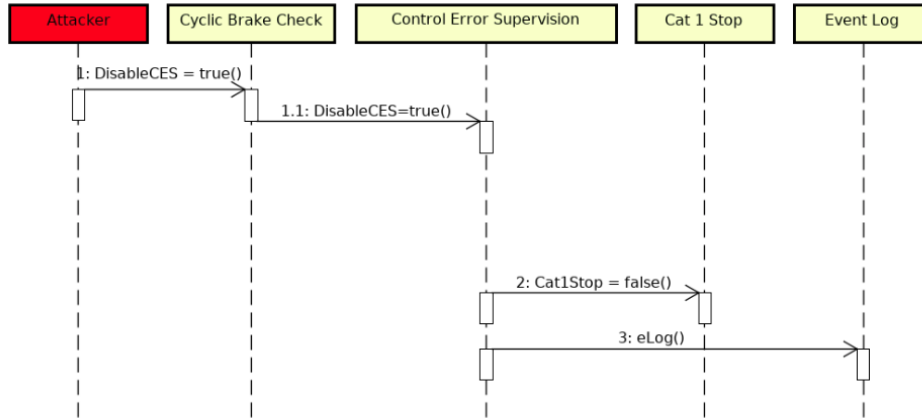 Attacker
Cyclic Brake Check
Control Error Supervision
Cat 1 Stop
Event Log
1: DisableCES = true()
1.1: DisableCES=true()
2: Cat1Stop = false()
3: eLog()